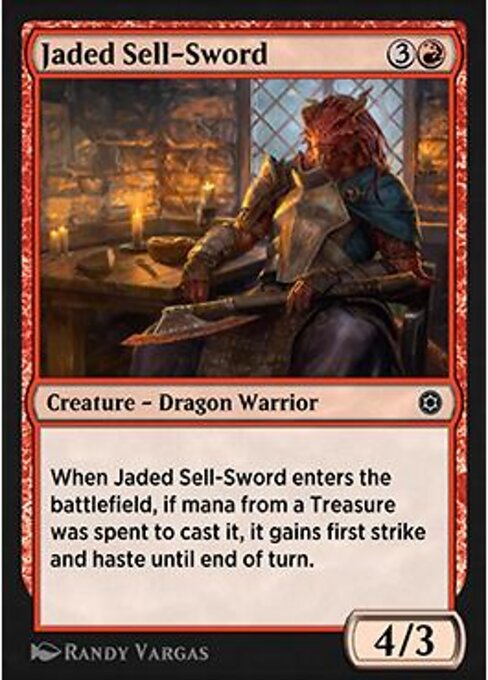 Jaded Sell-Sword 3
Creature – Dragon Warrior
When Jaded Sell-Sword enters the
battlefield, if mana from a Treasure
was spent to cast it, it gains first strike
and haste until end of turn.
4/3
RANDY VARGAS